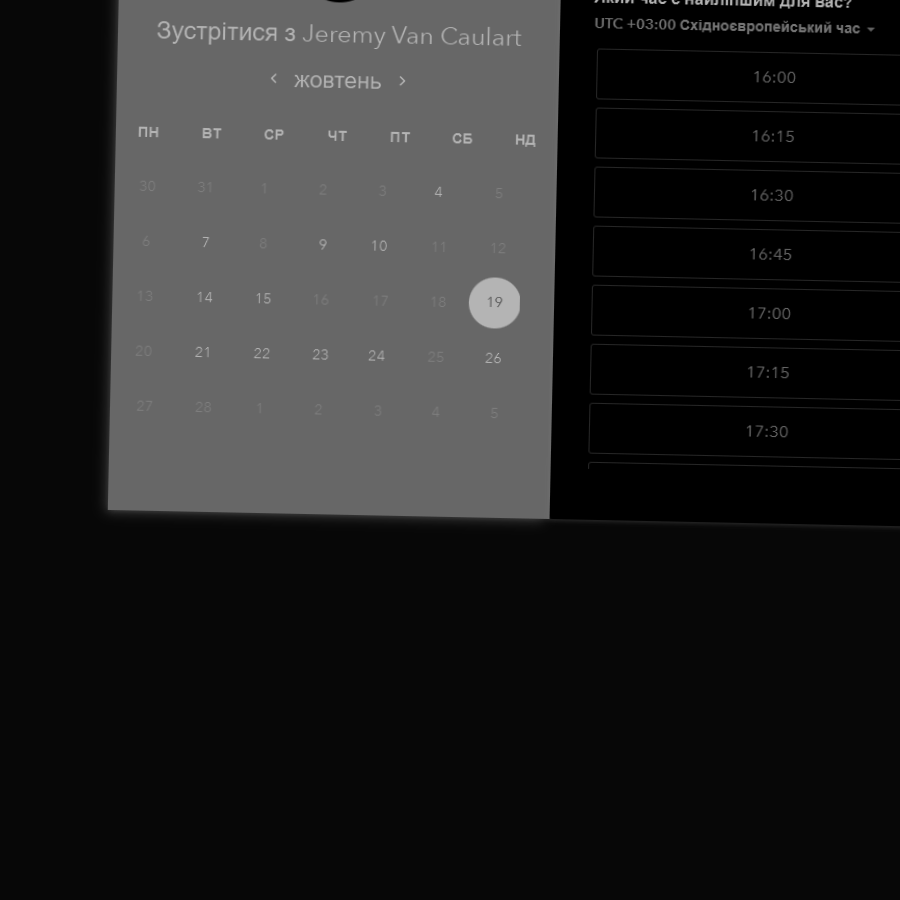 Зустрітися з Jeremy Van Caulart
жовтень
ПН ВТ СР ЧТ ПТ СБ НД
30 31 1 2 3 4 5
6 7 8 9 10 11 12
13 14 15 16 17 18 19
20 21 22 23 24 25 26
27 28 1 2 3 4 5
Який час є найліпшим для вас?
UTC +03:00 Східноєвропейський час
16:00
16:15
16:30
16:45
17:00
17:15
17:30